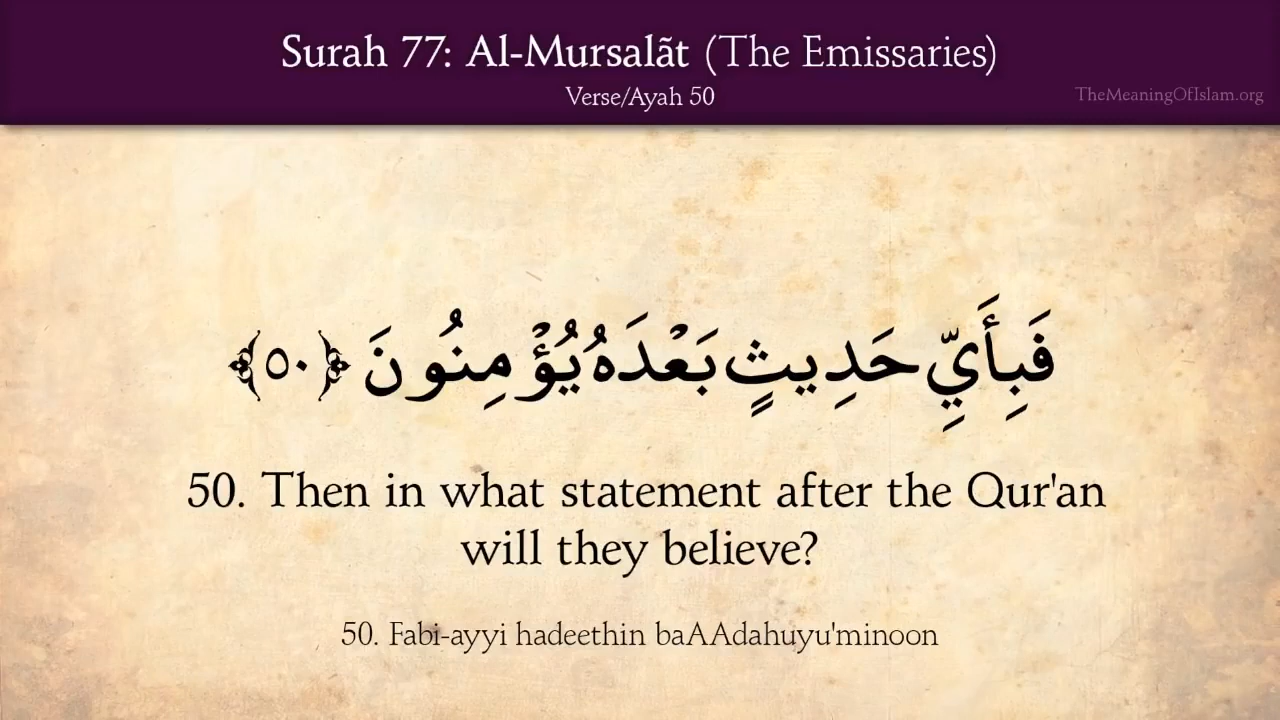 Surah 77: Al-Mursalãt (The Emissaries)
Verse/Ayah 50
TheMeaningOfIslam.org
فَبِأَيِّ حَدِيثٍ بَعْدَهُ يُؤْمِنُونَ ﴿٥٠﴾
50. Then in what statement after the Qur'an
will they believe?
50. Fabi-ayyi hadeethin baAAdahuyu'minoon